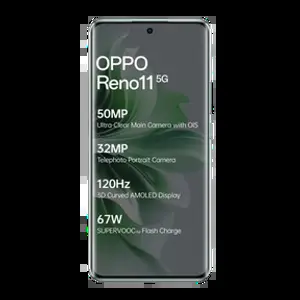 OPPO
Reno11 5G
50MP
Ultra-Clear Main Camera with OIS
32MP
Telephoto Portrait Camera
120Hz
3D Curved AMOLED Display
67W
SUPERVOOC™ Flash Charge